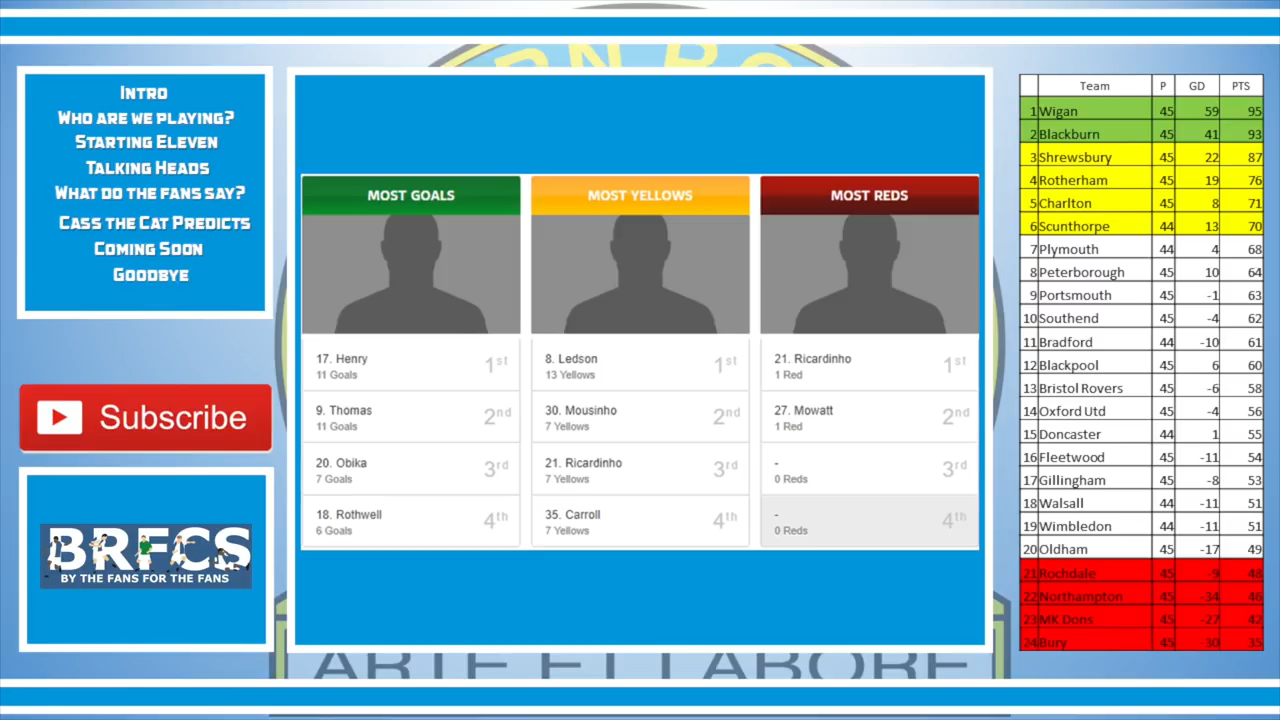 RN RO
INTRO
WHO ARE WE PLAYING?
STARTING ELEVEN
TALKING HEADS
WHAT DO THE FANS SAY?
CASS THE CAT PREDICTS
COMING SOON
GOODBYE
Subscribe
BRFCS
BY THE FANS FOR THE FANS
MOST GOALS
17. Henry 1st
11 Goals
9. Thomas 2nd
11 Goals
20. Obika 3rd
7 Goals
18. Rothwell 4th
6 Goals
MOST YELLOWS
8. Ledson 1st
13 Yellows
30. Mousinho 2nd
7 Yellows
21. Ricardinho 3rd
7 Yellows
35. Carroll 4th
7 Yellows
MOST REDS
21. Ricardinho 1st
1 Red
27. Mowatt 2nd
1 Red
- 3rd
0 Reds
- 4th
0 Reds
ARTE ET LABORE
Team P GD PTS
1 Wigan 45 59 95
2 Blackburn 45 41 93
3 Shrewsbury 45 22 87
4 Rotherham 45 19 76
5 Charlton 45 8 71
6 Scunthorpe 44 13 70
7 Plymouth 44 4 68
8 Peterborough 45 10 64
9 Portsmouth 45 -1 63
10 Southend 45 -4 62
11 Bradford 44 -10 61
12 Blackpool 45 6 60
13 Bristol Rovers 45 -6 58
14 Oxford Utd 45 -4 56
15 Doncaster 44 1 55
16 Fleetwood 45 -11 54
17 Gillingham 45 -8 53
18 Walsall 44 -11 51
19 Wimbledon 44 -11 51
20 Oldham 45 -17 49
21 Rochdale 45 -9 48
22 Northampton 45 -34 46
23 MK Dons 45 -27 42
24 Bury 45 -30 35